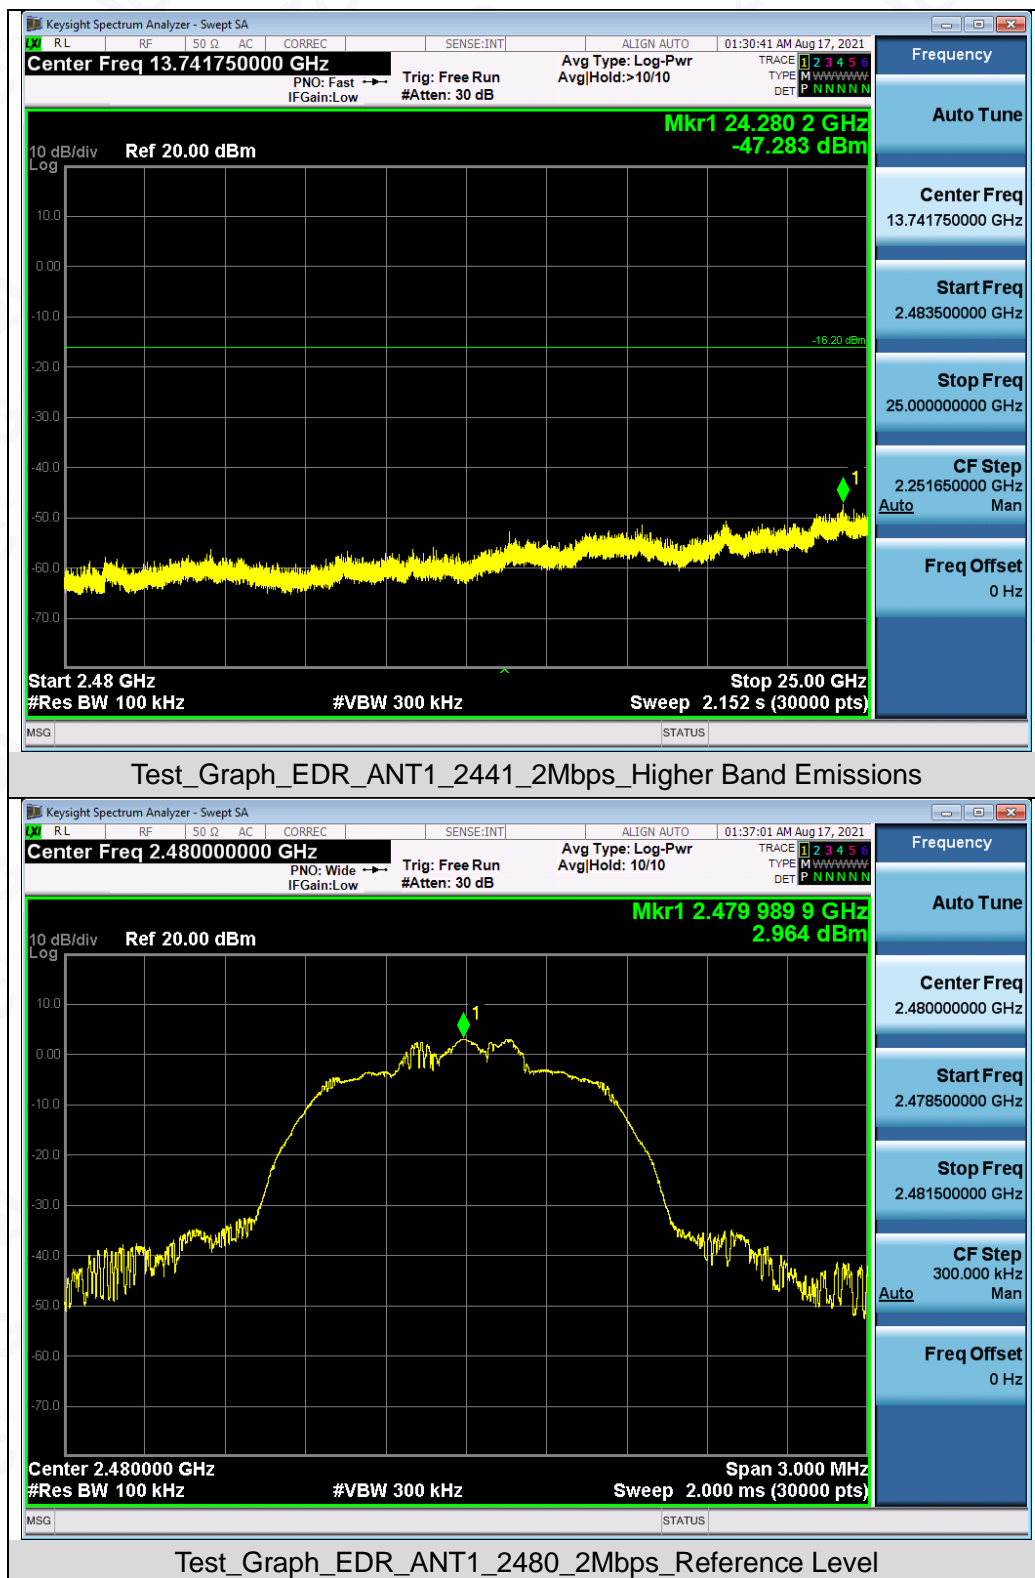 Keysight Spectrum Analyzer - Swept SA
LXI RL RF 50 Ω AC CORREC SENSE:INT ALIGN AUTO 01:30:41 AM Aug 17, 2021
Center Freq 13.741750000 GHz
PNO: Fast
IFGain:Low
Trig: Free Run
#Atten: 30 dB
Avg Type: Log-Pwr
Avg|Hold:>10/10
TRACE 1 2 3 4 5 6
TYPE M WWWWW
DET P N N N N N
Mkr1 24.280 2 GHz
-47.283 dBm
10 dB/div Ref 20.00 dBm
Log
10.0
0.00
-10.0
-16.20 dBm
-20.0
-30.0
-40.0
1
-50.0
-60.0
-70.0
Start 2.48 GHz Stop 25.00 GHz
#Res BW 100 kHz #VBW 300 kHz Sweep 2.152 s (30000 pts)
MSG STATUS
Frequency
Auto Tune
Center Freq
13.741750000 GHz
Start Freq
2.483500000 GHz
Stop Freq
25.000000000 GHz
CF Step
2.251650000 GHz
Auto Man
Freq Offset
0 Hz
Test_Graph_EDR_ANT1_2441_2Mbps_Higher Band Emissions
Keysight Spectrum Analyzer - Swept SA
LXI RL RF 50 Ω AC CORREC SENSE:INT ALIGN AUTO 01:37:01 AM Aug 17, 2021
Center Freq 2.480000000 GHz
PNO: Wide
IFGain:Low
Trig: Free Run
#Atten: 30 dB
Avg Type: Log-Pwr
Avg|Hold: 10/10
TRACE 1 2 3 4 5 6
TYPE M WWWWW
DET P N N N N N
Mkr1 2.479 989 9 GHz
2.964 dBm
10 dB/div Ref 20.00 dBm
Log
10.0
1
0.00
-10.0
-20.0
-30.0
-40.0
-50.0
-60.0
-70.0
Center 2.480000 GHz Span 3.000 MHz
#Res BW 100 kHz #VBW 300 kHz Sweep 2.000 ms (30000 pts)
MSG STATUS
Frequency
Auto Tune
Center Freq
2.480000000 GHz
Start Freq
2.478500000 GHz
Stop Freq
2.481500000 GHz
CF Step
300.000 kHz
Auto Man
Freq Offset
0 Hz
Test_Graph_EDR_ANT1_2480_2Mbps_Reference Level